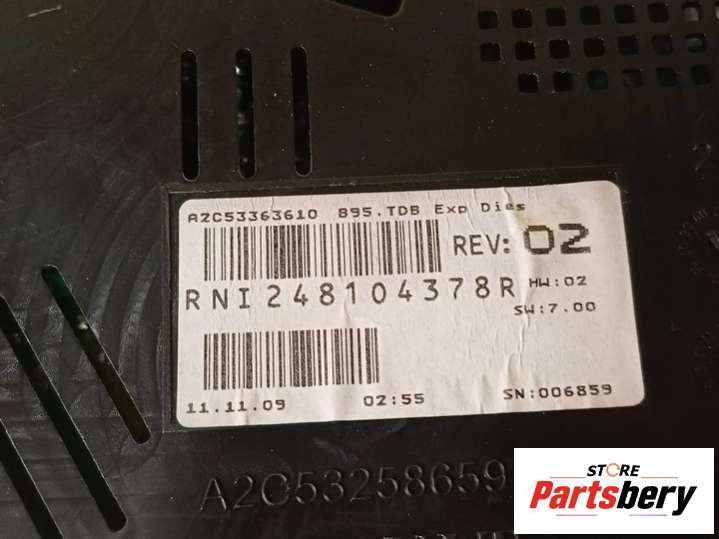 A2C53363610 B95.TDB Exp Dies
REV: 02
RNI248104378R HW:02
SW:7.00
11.11.09 02:55 SN:006859
A2C53258659
STORE
Partsbery